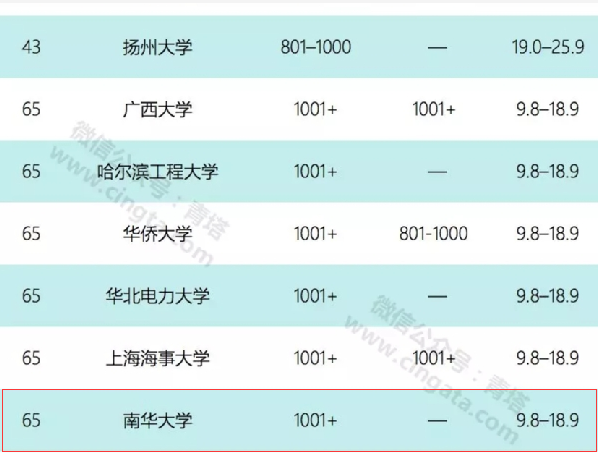 43 扬州大学 801–1000 — 19.0–25.9
65 广西大学 1001+ 1001+ 9.8–18.9
65 哈尔滨工程大学 1001+ — 9.8–18.9
65 华侨大学 1001+ 801-1000 9.8–18.9
65 华北电力大学 1001+ — 9.8–18.9
65 上海海事大学 1001+ 1001+ 9.8–18.9
65 南华大学 1001+ — 9.8–18.9
微信公众号：青塔
www.cingta.com
微信公众号：青塔
www.cingata.com